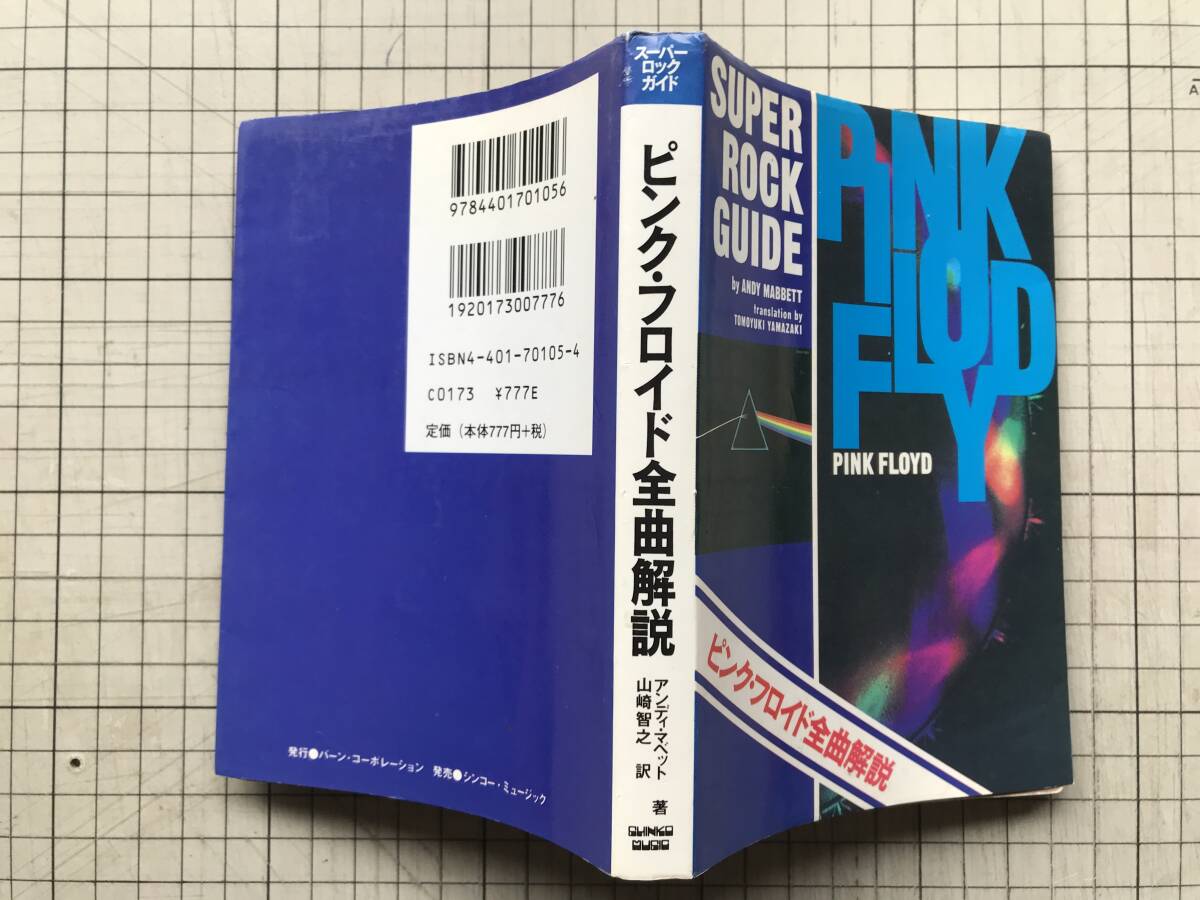 9784401701056
1920173007776
ISBN4-401-70105-4
C0173 ¥777E
定価(本体777円+税)
発行●バーン・コーポレーション 発売●シンコー・ミュージック
スーパー
ロック
ガイド
ピンク・フロイド全曲解説
アンディ・マベット 著
山崎智之 訳
SHINKO
MUSIC
SUPER
ROCK
GUIDE
by ANDY MABBETT
translation by
TOMOYUKI YAMAZAKI
PINK
FLOYD
PINK FLOYD
ピンク・フロイド全曲解説
A